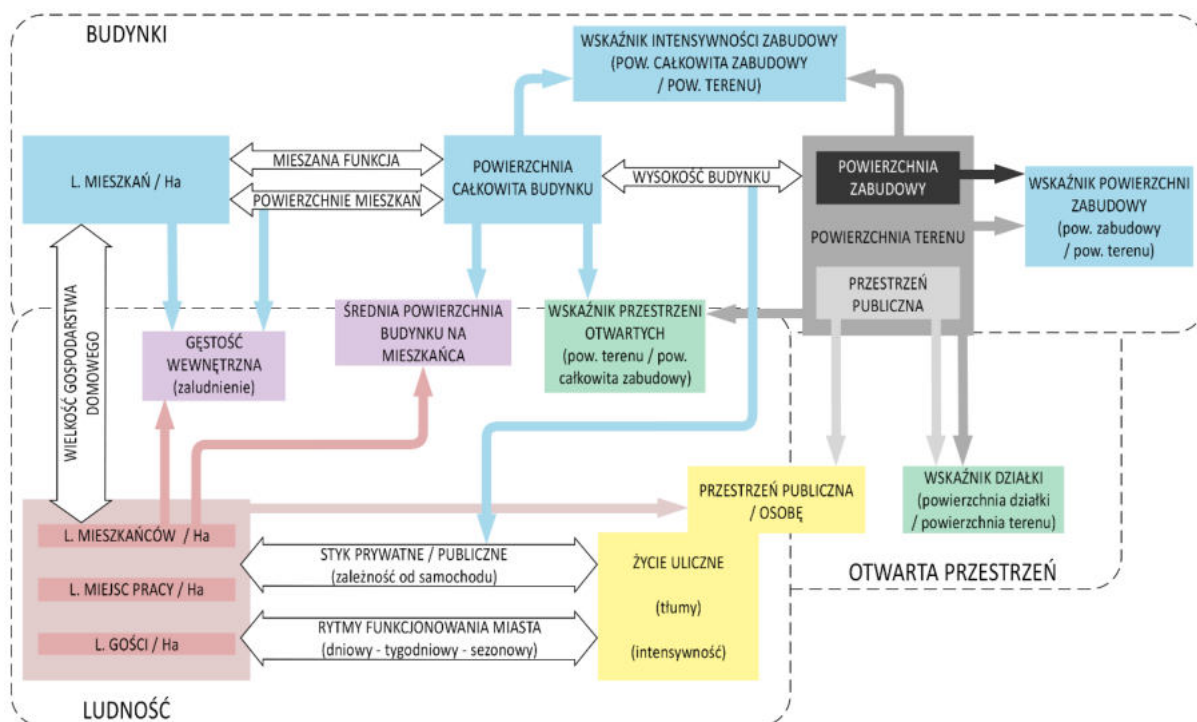 BUDYNKI
WSKAŹNIK INTENSYWNOŚCI ZABUDOWY
(POW. CAŁKOWITA ZABUDOWY
/ POW. TERENU)
L. MIESZKAŃ / Ha
MIESZANA FUNKCJA
POWIERZCHNIE MIESZKAŃ
POWIERZCHNIA
CAŁKOWITA BUDYNKU
WYSOKOŚĆ BUDYNKU
POWIERZCHNIA
ZABUDOWY
POWIERZCHNIA TERENU
PRZESTRZEŃ
PUBLICZNA
WSKAŹNIK POWIERZCHNI
ZABUDOWY
(pow. zabudowy
/ pow. terenu)
WIELKOŚĆ GOSPODARSTWA
DOMOWEGO
GĘSTOŚĆ
WEWNĘTRZNA
(zaludnienie)
ŚREDNIA POWIERZCHNIA
BUDYNKU NA
MIESZKAŃCA
WSKAŹNIK PRZESTRZENI
OTWARTYCH
(pow. terenu / pow.
całkowita zabudowy)
PRZESTRZEŃ PUBLICZNA
/ OSOBĘ
WSKAŹNIK DZIAŁKI
(powierzchnia działki
/ powierzchnia terenu)
L. MIESZKAŃCÓW / Ha
L. MIEJSC PRACY / Ha
L. GOŚCI / Ha
STYK PRYWATNE / PUBLICZNE
(zależność od samochodu)
RYTMY FUNKCJONOWANIA MIASTA
(dniowy - tygodniowy - sezonowy)
ŻYCIE ULICZNE
(tłumy)
(intensywność)
OTWARTA PRZESTRZEŃ
LUDNOŚĆ